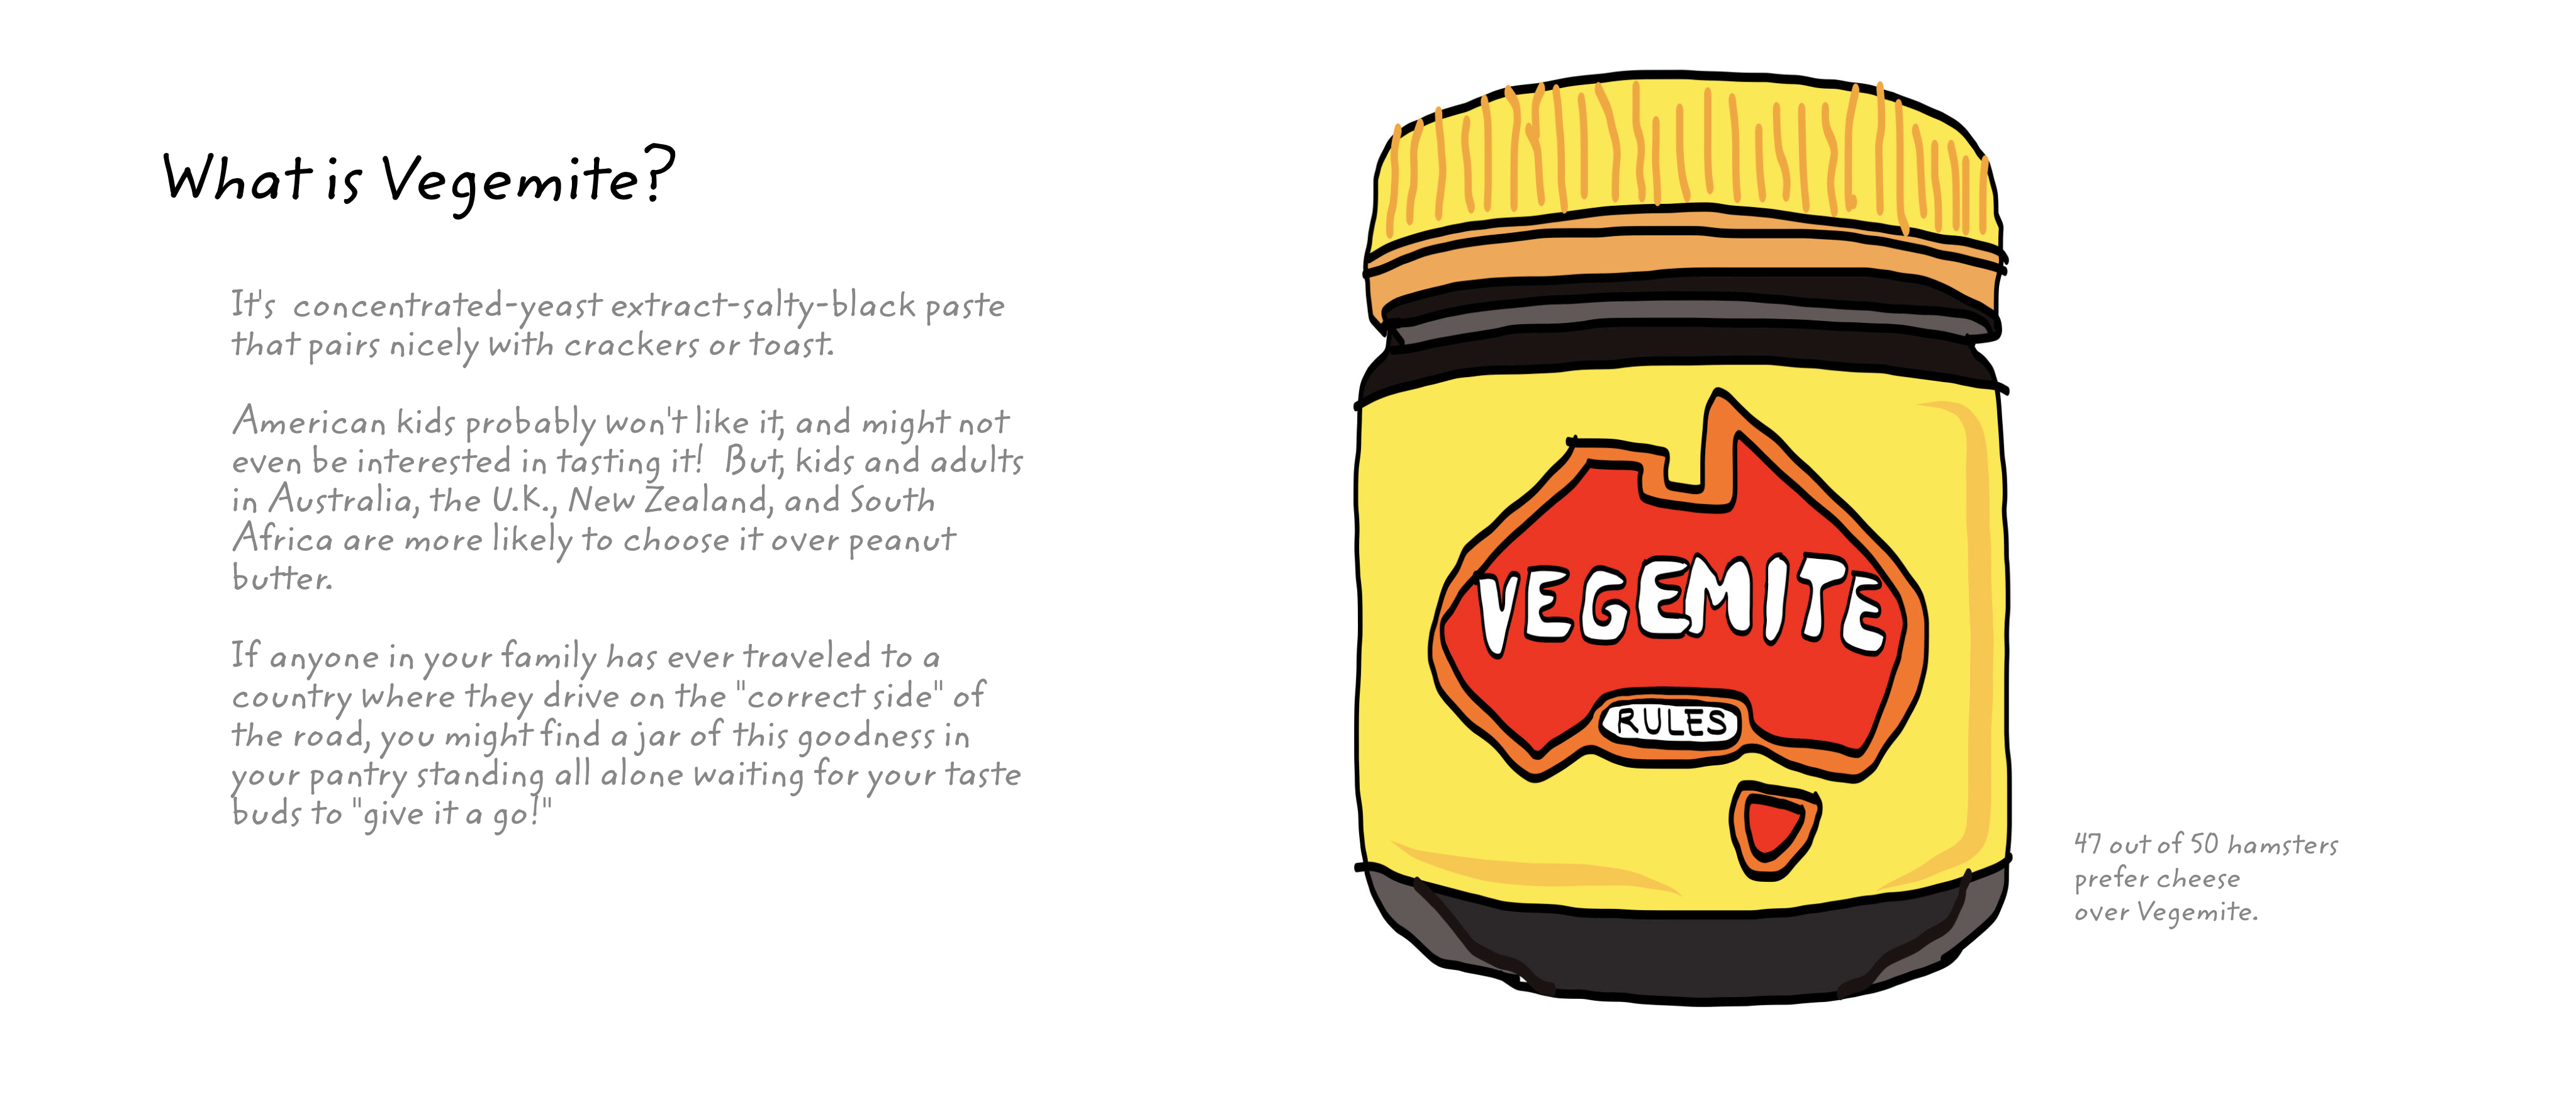 What is Vegemite?
It's  concentrated-yeast extract-salty-black paste
that pairs nicely with crackers or toast.
American kids probably won't like it, and might not
even be interested in tasting it!  But, kids and adults
in Australia, the U.K., New Zealand, and South
Africa are more likely to choose it over peanut
butter.
If anyone in your family has ever traveled to a
country where they drive on the "correct side" of
the road, you might find a jar of this goodness in
your pantry standing all alone waiting for your taste
buds to "give it a go!"
VEGEMITE
RULES
47 out of 50 hamsters
prefer cheese
over Vegemite.